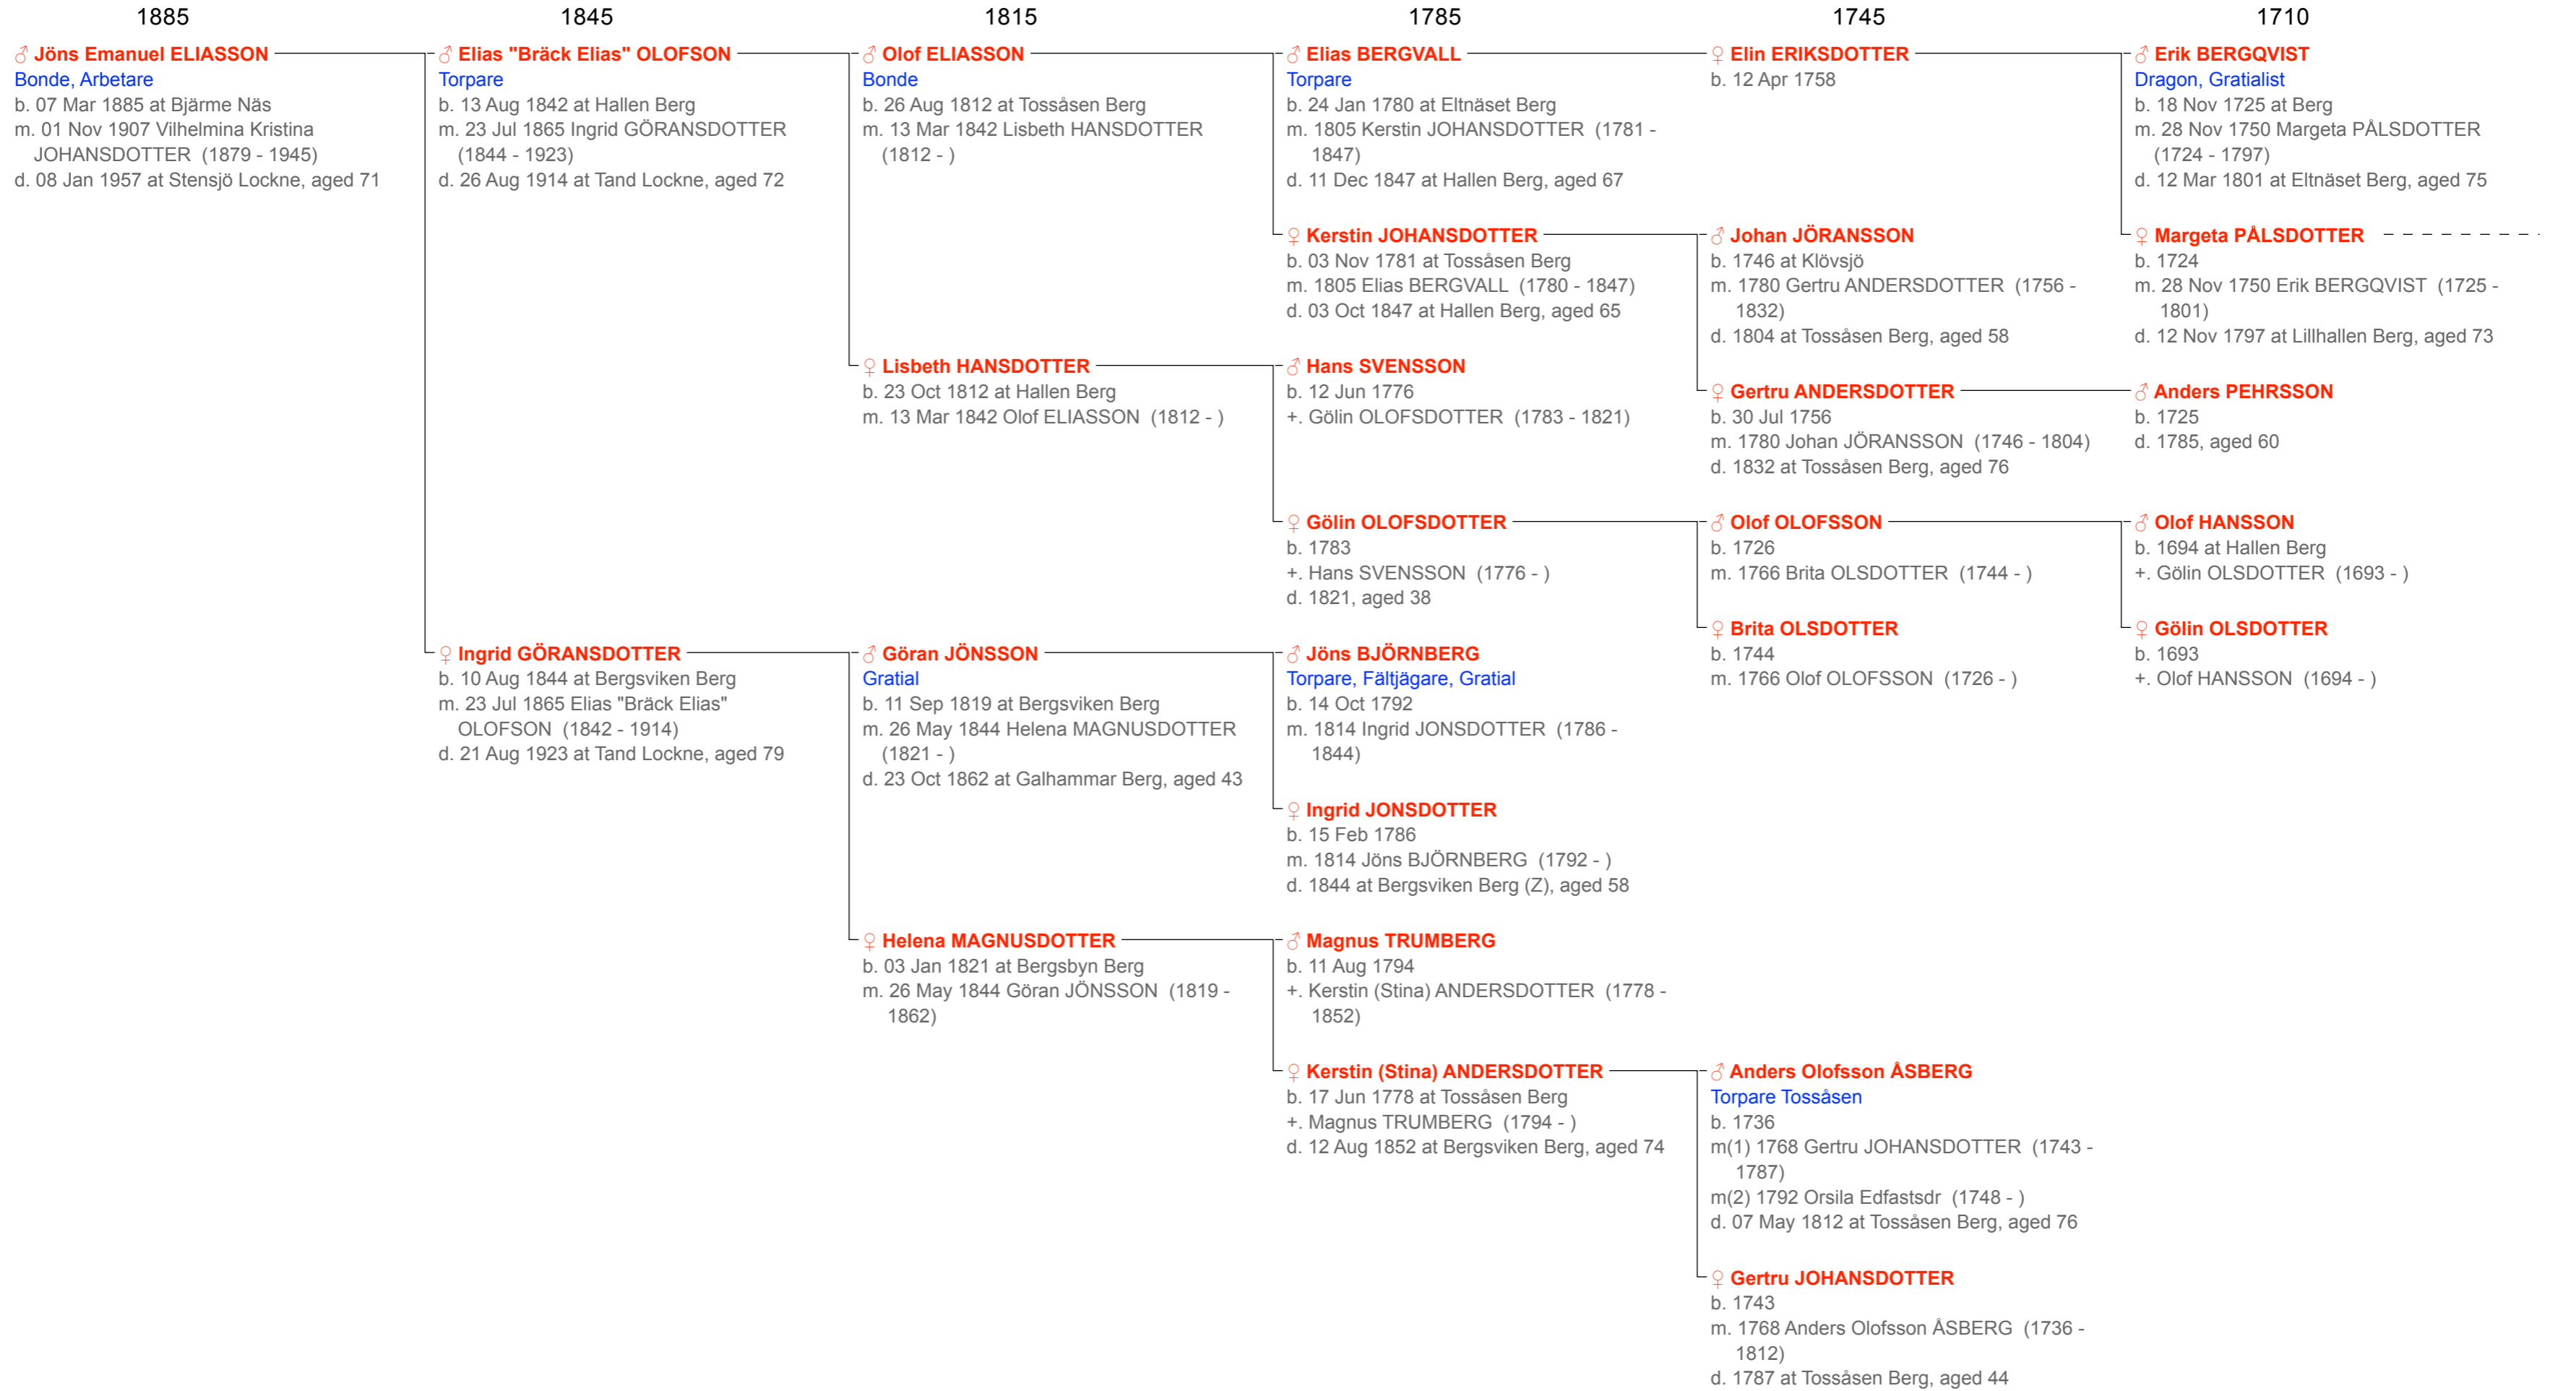 1885
1845
1815
1785
1745
1710
♂ Jöns Emanuel ELIASSON
Bonde, Arbetare
b. 07 Mar 1885 at Bjärme Näs
m. 01 Nov 1907 Vilhelmina Kristina
JOHANSDOTTER (1879 - 1945)
d. 08 Jan 1957 at Stensjö Lockne, aged 71
♂ Elias "Bräck Elias" OLOFSON
Torpare
b. 13 Aug 1842 at Hallen Berg
m. 23 Jul 1865 Ingrid GÖRANSDOTTER
(1844 - 1923)
d. 26 Aug 1914 at Tand Lockne, aged 72
♀ Ingrid GÖRANSDOTTER
b. 10 Aug 1844 at Bergsviken Berg
m. 23 Jul 1865 Elias "Bräck Elias"
OLOFSON (1842 - 1914)
d. 21 Aug 1923 at Tand Lockne, aged 79
♂ Olof ELIASSON
Bonde
b. 26 Aug 1812 at Tossåsen Berg
m. 13 Mar 1842 Lisbeth HANSDOTTER
(1812 - )
♀ Lisbeth HANSDOTTER
b. 23 Oct 1812 at Hallen Berg
m. 13 Mar 1842 Olof ELIASSON (1812 - )
♂ Göran JÖNSSON
Gratial
b. 11 Sep 1819 at Bergsviken Berg
m. 26 May 1844 Helena MAGNUSDOTTER
(1821 - )
d. 23 Oct 1862 at Galhammar Berg, aged 43
♀ Helena MAGNUSDOTTER
b. 03 Jan 1821 at Bergsbyn Berg
m. 26 May 1844 Göran JÖNSSON (1819 -
1862)
♂ Elias BERGVALL
Torpare
b. 24 Jan 1780 at Eltnäset Berg
m. 1805 Kerstin JOHANSDOTTER (1781 -
1847)
d. 11 Dec 1847 at Hallen Berg, aged 67
♀ Kerstin JOHANSDOTTER
b. 03 Nov 1781 at Tossåsen Berg
m. 1805 Elias BERGVALL (1780 - 1847)
d. 03 Oct 1847 at Hallen Berg, aged 65
♂ Hans SVENSSON
b. 12 Jun 1776
+. Gölin OLOFSDOTTER (1783 - 1821)
♀ Gölin OLOFSDOTTER
b. 1783
+. Hans SVENSSON (1776 - )
d. 1821, aged 38
♂ Jöns BJÖRNBERG
Torpare, Fältjägare, Gratial
b. 14 Oct 1792
m. 1814 Ingrid JONSDOTTER (1786 -
1844)
♀ Ingrid JONSDOTTER
b. 15 Feb 1786
m. 1814 Jöns BJÖRNBERG (1792 - )
d. 1844 at Bergsviken Berg (Z), aged 58
♂ Magnus TRUMBERG
b. 11 Aug 1794
+. Kerstin (Stina) ANDERSDOTTER (1778 -
1852)
♀ Kerstin (Stina) ANDERSDOTTER
b. 17 Jun 1778 at Tossåsen Berg
+. Magnus TRUMBERG (1794 - )
d. 12 Aug 1852 at Bergsviken Berg, aged 74
♀ Elin ERIKSDOTTER
b. 12 Apr 1758
♂ Johan JÖRANSSON
b. 1746 at Klövsjö
m. 1780 Gertru ANDERSDOTTER (1756 -
1832)
d. 1804 at Tossåsen Berg, aged 58
♀ Gertru ANDERSDOTTER
b. 30 Jul 1756
m. 1780 Johan JÖRANSSON (1746 - 1804)
d. 1832 at Tossåsen Berg, aged 76
♂ Olof OLOFSSON
b. 1726
m. 1766 Brita OLSDOTTER (1744 - )
♀ Brita OLSDOTTER
b. 1744
m. 1766 Olof OLOFSSON (1726 - )
♂ Anders Olofsson ÅSBERG
Torpare Tossåsen
b. 1736
m(1) 1768 Gertru JOHANSDOTTER (1743 -
1787)
m(2) 1792 Orsila Edfastsdr (1748 - )
d. 07 May 1812 at Tossåsen Berg, aged 76
♀ Gertru JOHANSDOTTER
b. 1743
m. 1768 Anders Olofsson ÅSBERG (1736 -
1812)
d. 1787 at Tossåsen Berg, aged 44
♂ Erik BERGQVIST
Dragon, Gratialist
b. 18 Nov 1725 at Berg
m. 28 Nov 1750 Margeta PÅLSDOTTER
(1724 - 1797)
d. 12 Mar 1801 at Eltnäset Berg, aged 75
♀ Margeta PÅLSDOTTER
b. 1724
m. 28 Nov 1750 Erik BERGQVIST (1725 -
1801)
d. 12 Nov 1797 at Lillhallen Berg, aged 73
♂ Anders PEHRSSON
b. 1725
d. 1785, aged 60
♂ Olof HANSSON
b. 1694 at Hallen Berg
+. Gölin OLSDOTTER (1693 - )
♀ Gölin OLSDOTTER
b. 1693
+. Olof HANSSON (1694 - )